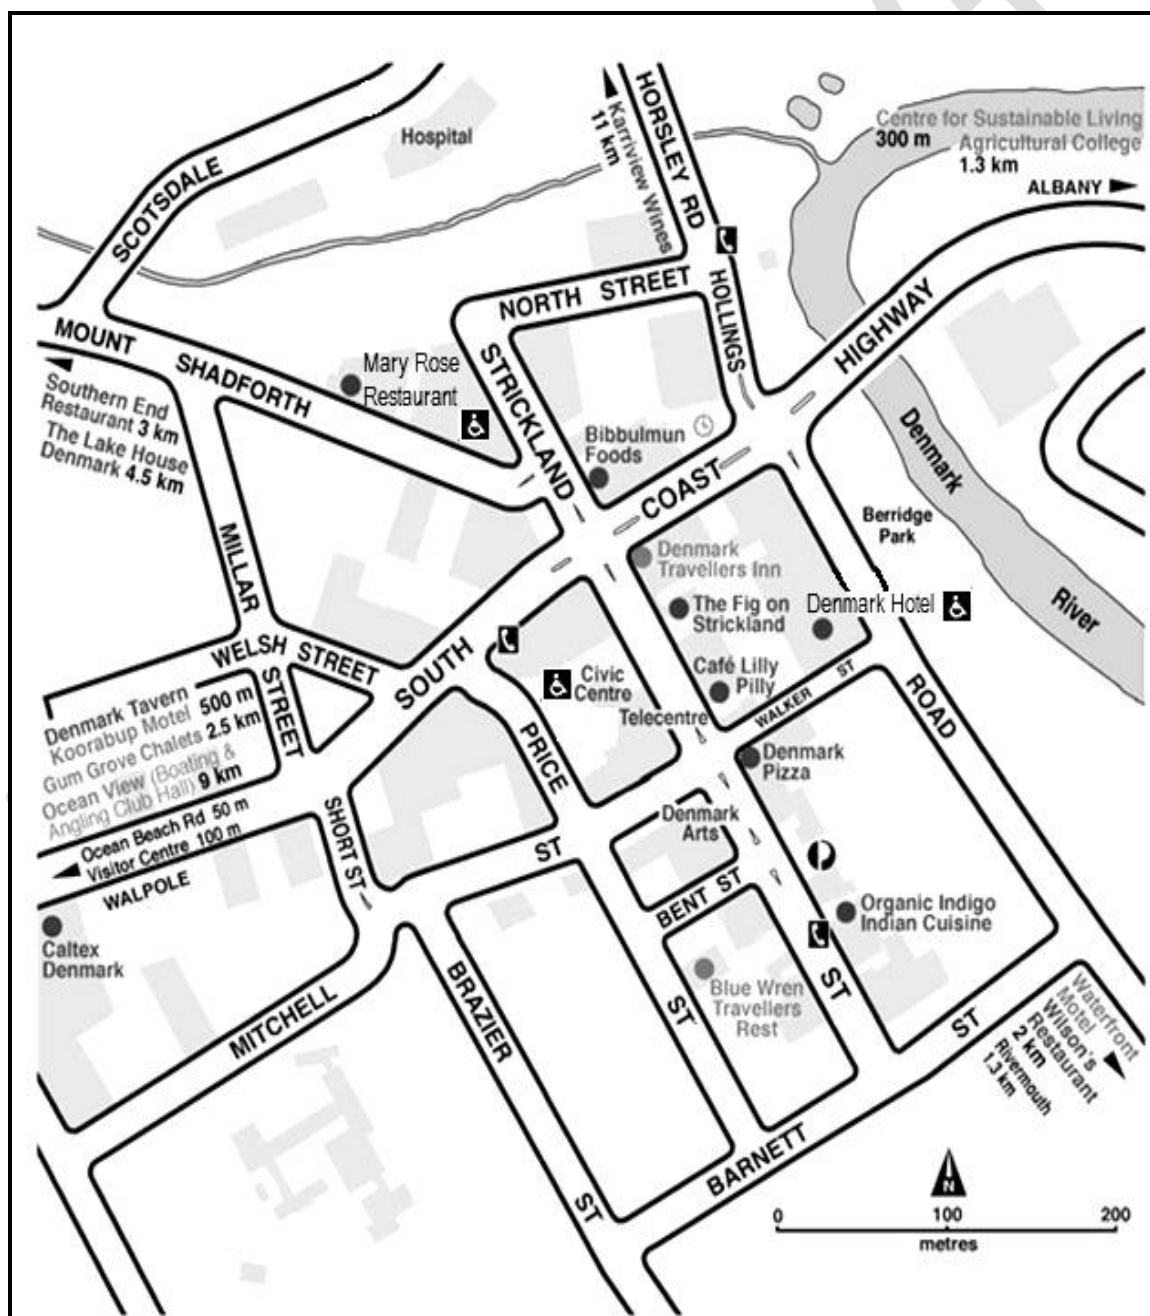 Hospital
SCOTSDALE
Karriview Wines
11 km
HORSLEY RD
Centre for Sustainable Living
300 m
Agricultural College
1.3 km
ALBANY
MOUNT
SHADFORTH
Southern End
Restaurant 3 km
The Lake House
Denmark 4.5 km
Mary Rose
Restaurant
NORTH STREET
HOLLINGS
STRICKLAND
Bibbulmun
Foods
COAST
HIGHWAY
Denmark
River
Berridge
Park
MILLAR
STREET
WELSH STREET
SOUTH
Denmark
Travellers Inn
The Fig on
Strickland
Denmark Hotel
Civic
Centre
Café Lilly
Pilly
Telecentre
WALKER ST
ROAD
Denmark Tavern
Koorabup Motel 500 m
Gum Grove Chalets 2.5 km
Ocean View (Boating &
Angling Club Hall) 9 km
Ocean Beach Rd 50 m
Visitor Centre 100 m
WALPOLE
SHORT ST
PRICE
ST
Denmark
Pizza
Denmark
Arts
BENT ST
Organic Indigo
Indian Cuisine
Caltex
Denmark
MITCHELL
BRAZIER
ST
ST
Blue Wren
Travellers
Rest
ST
BARNETT
ST
Waterfront
Motel
Wilson's
Restaurant
2 km
Rivermouth
1.3 km
N
0 100 200
metres